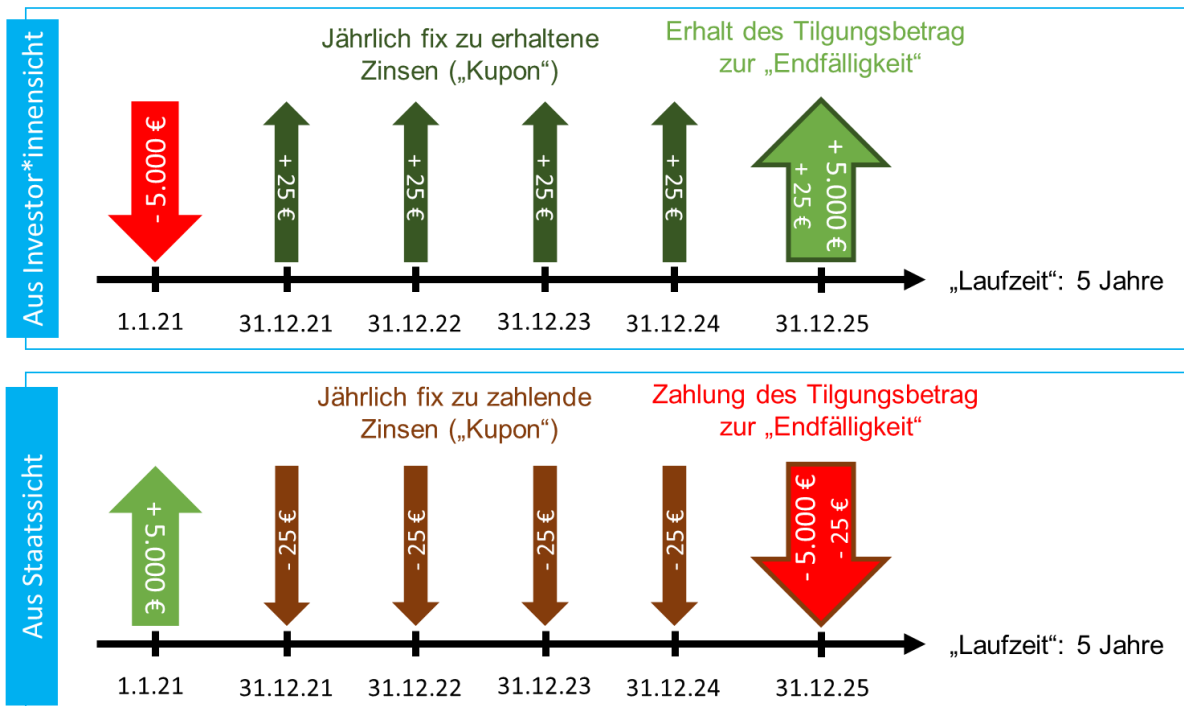 Aus Investor*innensicht
Jährlich fix zu erhaltene
Zinsen („Kupon“)
Erhalt des Tilgungsbetrag
zur „Endfälligkeit“
- 5.000 €
+ 25 €
+ 25 €
+ 25 €
+ 25 €
+ 5.000 €
+ 25 €
„Laufzeit“: 5 Jahre
1.1.21
31.12.21
31.12.22
31.12.23
31.12.24
31.12.25
Aus Staatssicht
Jährlich fix zu zahlende
Zinsen („Kupon“)
Zahlung des Tilgungsbetrag
zur „Endfälligkeit“
+ 5.000 €
- 25 €
- 25 €
- 25 €
- 25 €
- 5.000 €
- 25 €
„Laufzeit“: 5 Jahre
1.1.21
31.12.21
31.12.22
31.12.23
31.12.24
31.12.25